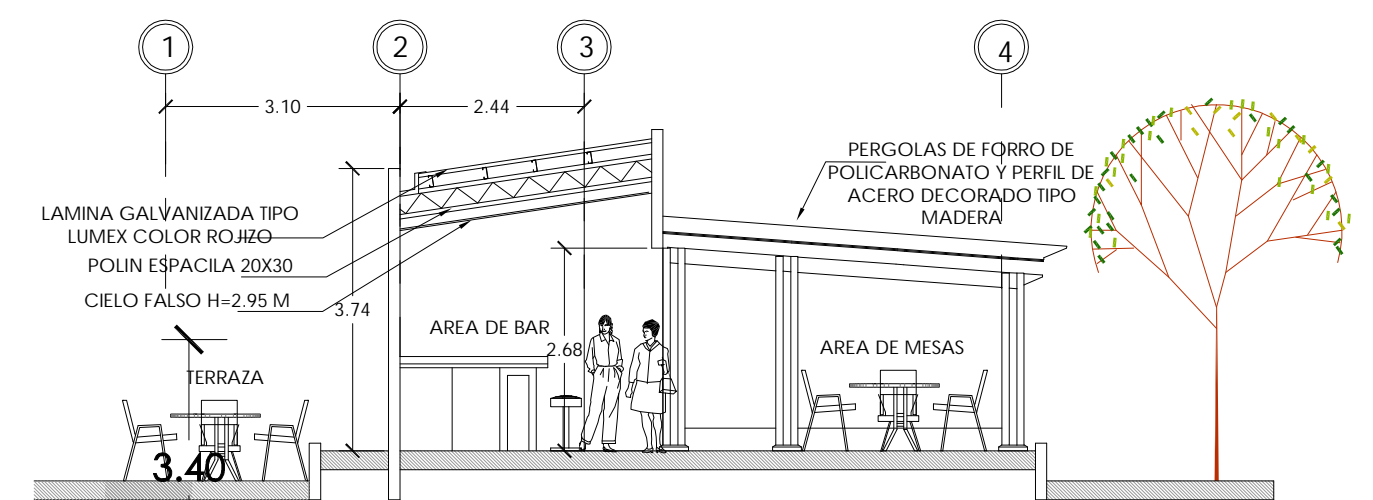 1
2
3
4
3.10
2.44
PERGOLAS DE FORRO DE
POLICARBONATO Y PERFIL DE
ACERO DECORADO TIPO
MADERA
LAMINA GALVANIZADA TIPO
LUMEX COLOR ROJIZO
POLIN ESPACILA 20X30
CIELO FALSO H=2.95 M
3.74
AREA DE BAR
2.68
AREA DE MESAS
TERRAZA
3.40